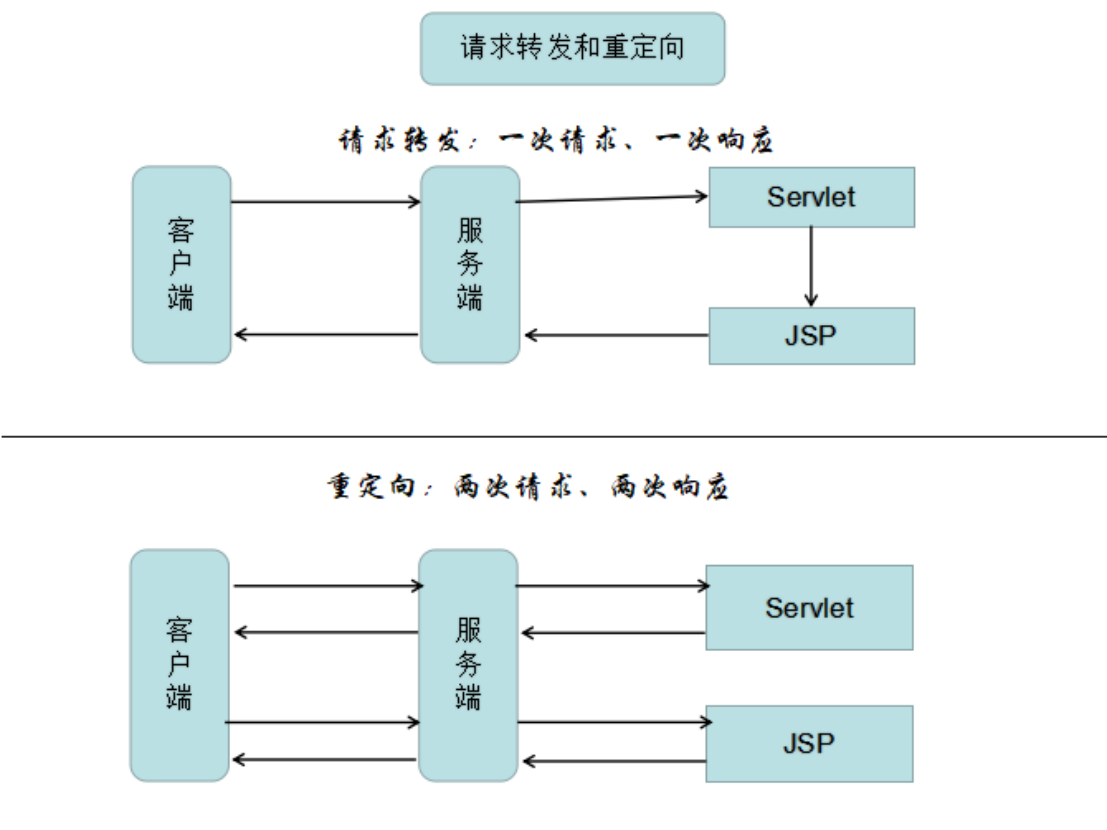 请求转发和重定向
请求转发：一次请求、一次响应
客户端
服务端
Servlet
JSP
重定向：两次请求、两次响应
客户端
服务端
Servlet
JSP